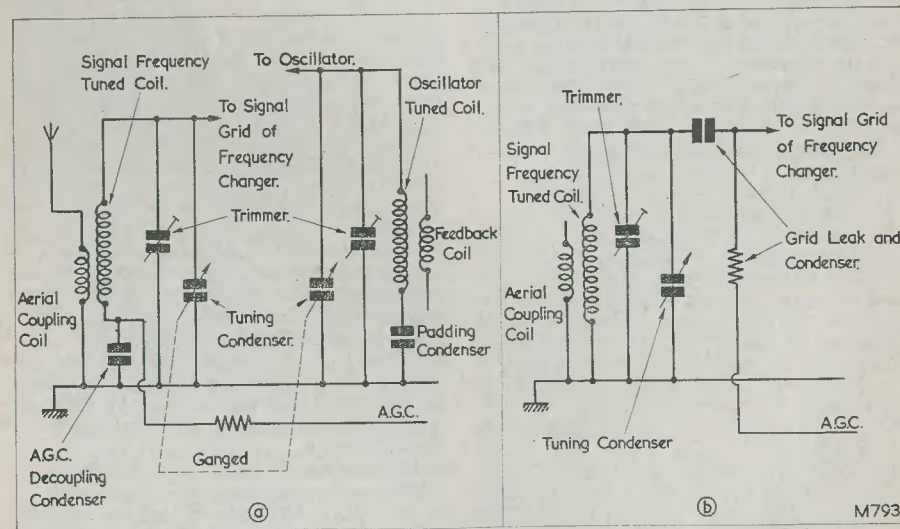 Signal Frequency
Tuned Coil.
To Signal
Grid of
Frequency
Changer.
Trimmer.
Aerial
Coupling
Coil
Tuning
Condenser.
A.G.C.
Decoupling
Condenser
Ganged
A.G.C.
To Oscillator.
Oscillator
Tuned Coil.
Feedback
Coil
Padding
Condenser
a
Trimmer.
Signal
Frequency
Tuned Coil.
To Signal Grid
of Frequency
Changer.
Grid Leak and
Condenser.
Aerial
Coupling
Coil
Tuning Condenser
A.G.C.
b
M793